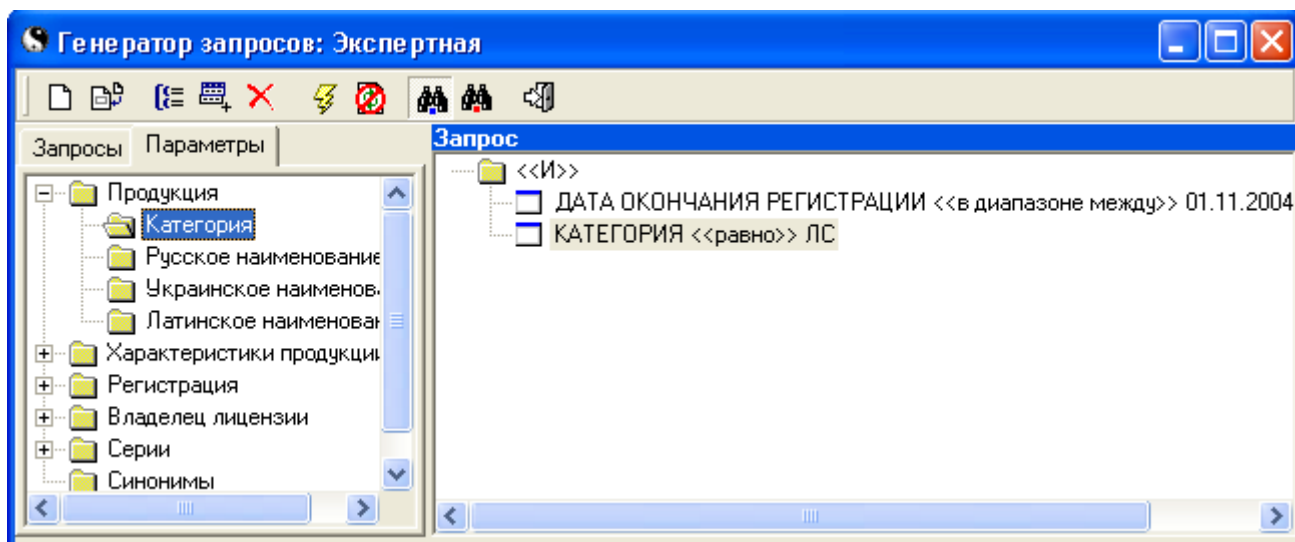 Генератор запросов: Экспертная
Запросы Параметры
Продукция
Категория
Русское наименование
Украинское наименов
Латинское наименован
Характеристики продукции
Регистрация
Владелец лицензии
Серии
Синонимы
Запрос
<<И>>
ДАТА ОКОНЧАНИЯ РЕГИСТРАЦИИ <<в диапазоне между>> 01.11.2004
КАТЕГОРИЯ <<равно>> ЛС